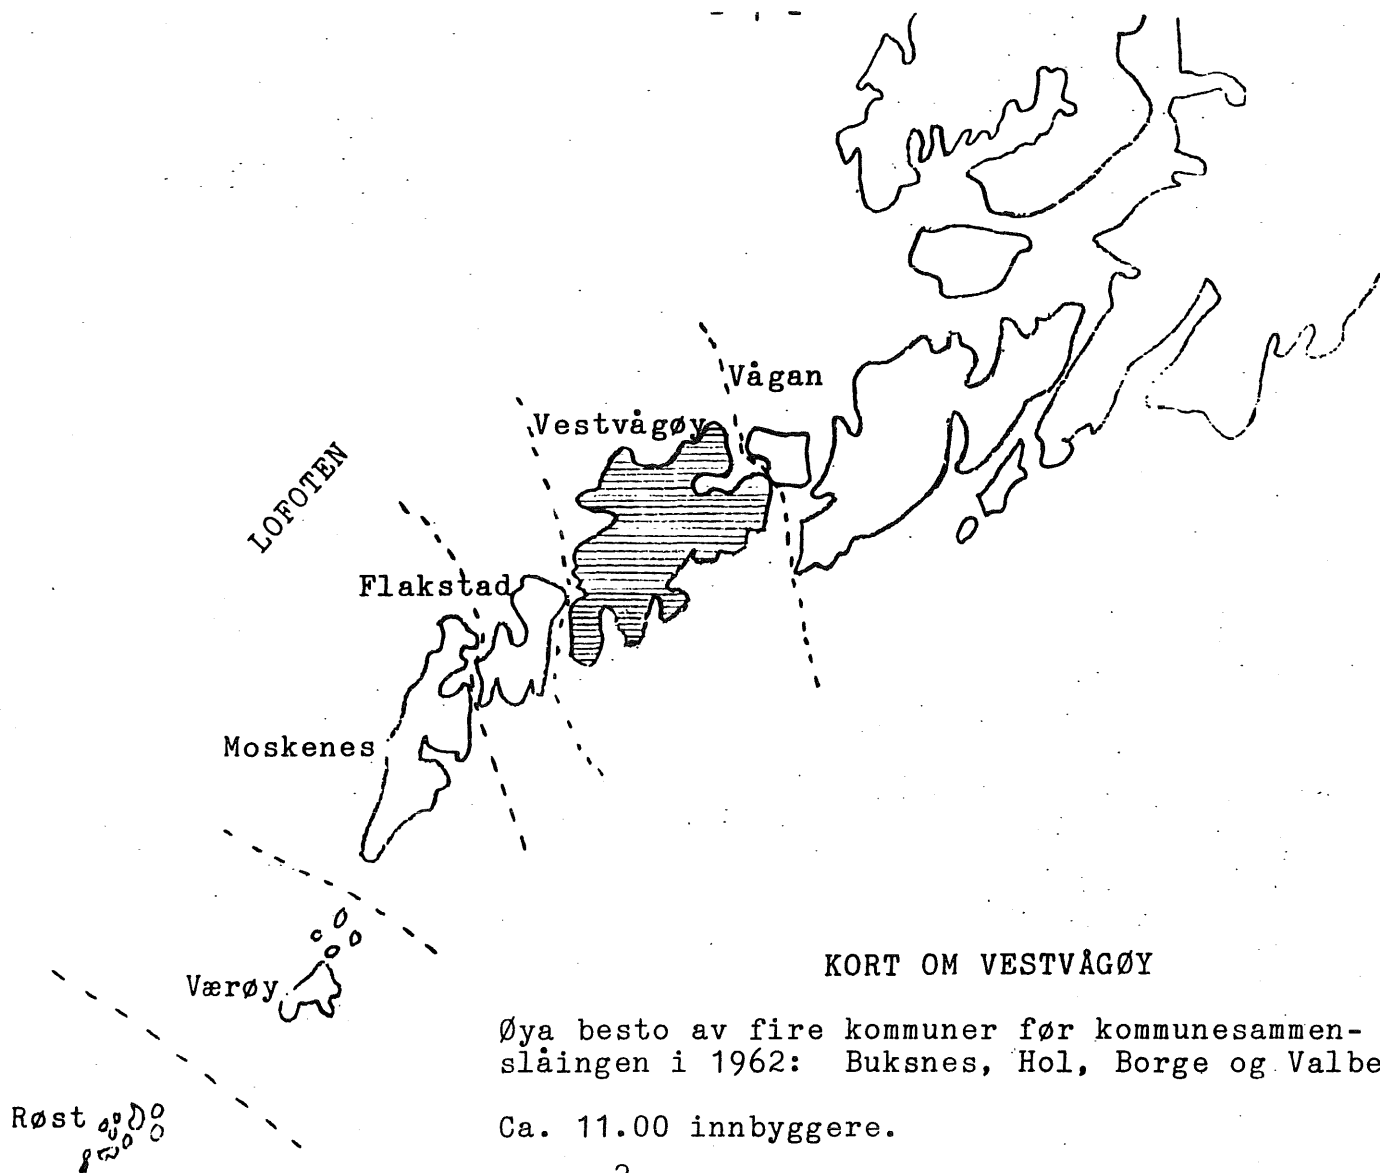 Vågan
Vestvågøy
LOFOTEN
Flakstad
Moskenes
Værøy
Røst
KORT OM VESTVÅGØY
Øya besto av fire kommuner før kommunesammen-
slåingen i 1962: Buksnes, Hol, Borge og Valbe
Ca. 11.00 innbyggere.
2